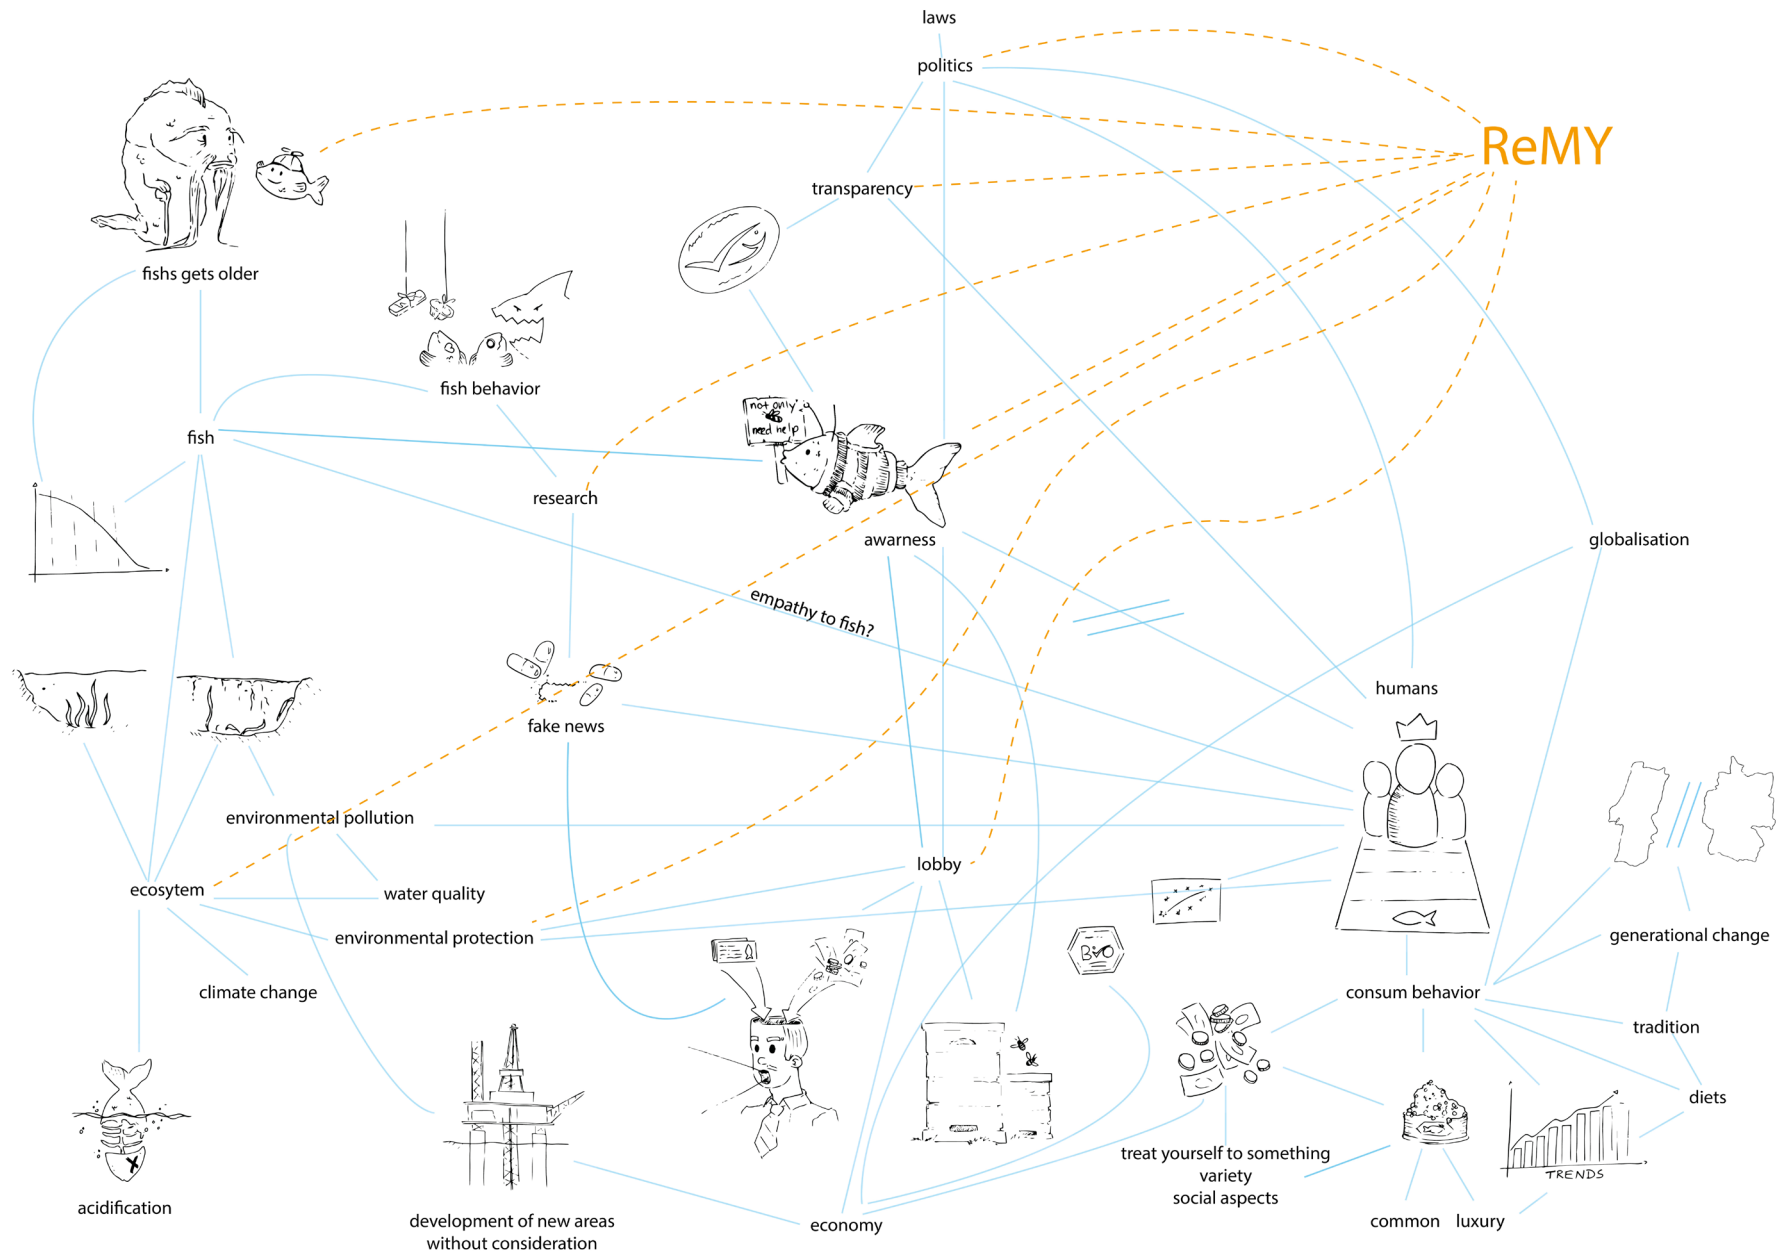 laws
politics
ReMY
transparency
fishs gets older
fish behavior
not only
need help
fish
research
awarness
globalisation
empathy to fish?
humans
fake news
environmental pollution
lobby
ecosytem
water quality
environmental protection
generational change
BiO
climate change
consum behavior
tradition
diets
treat yourself to something
variety
social aspects
TRENDS
acidification
development of new areas
without consideration
economy
common
luxury